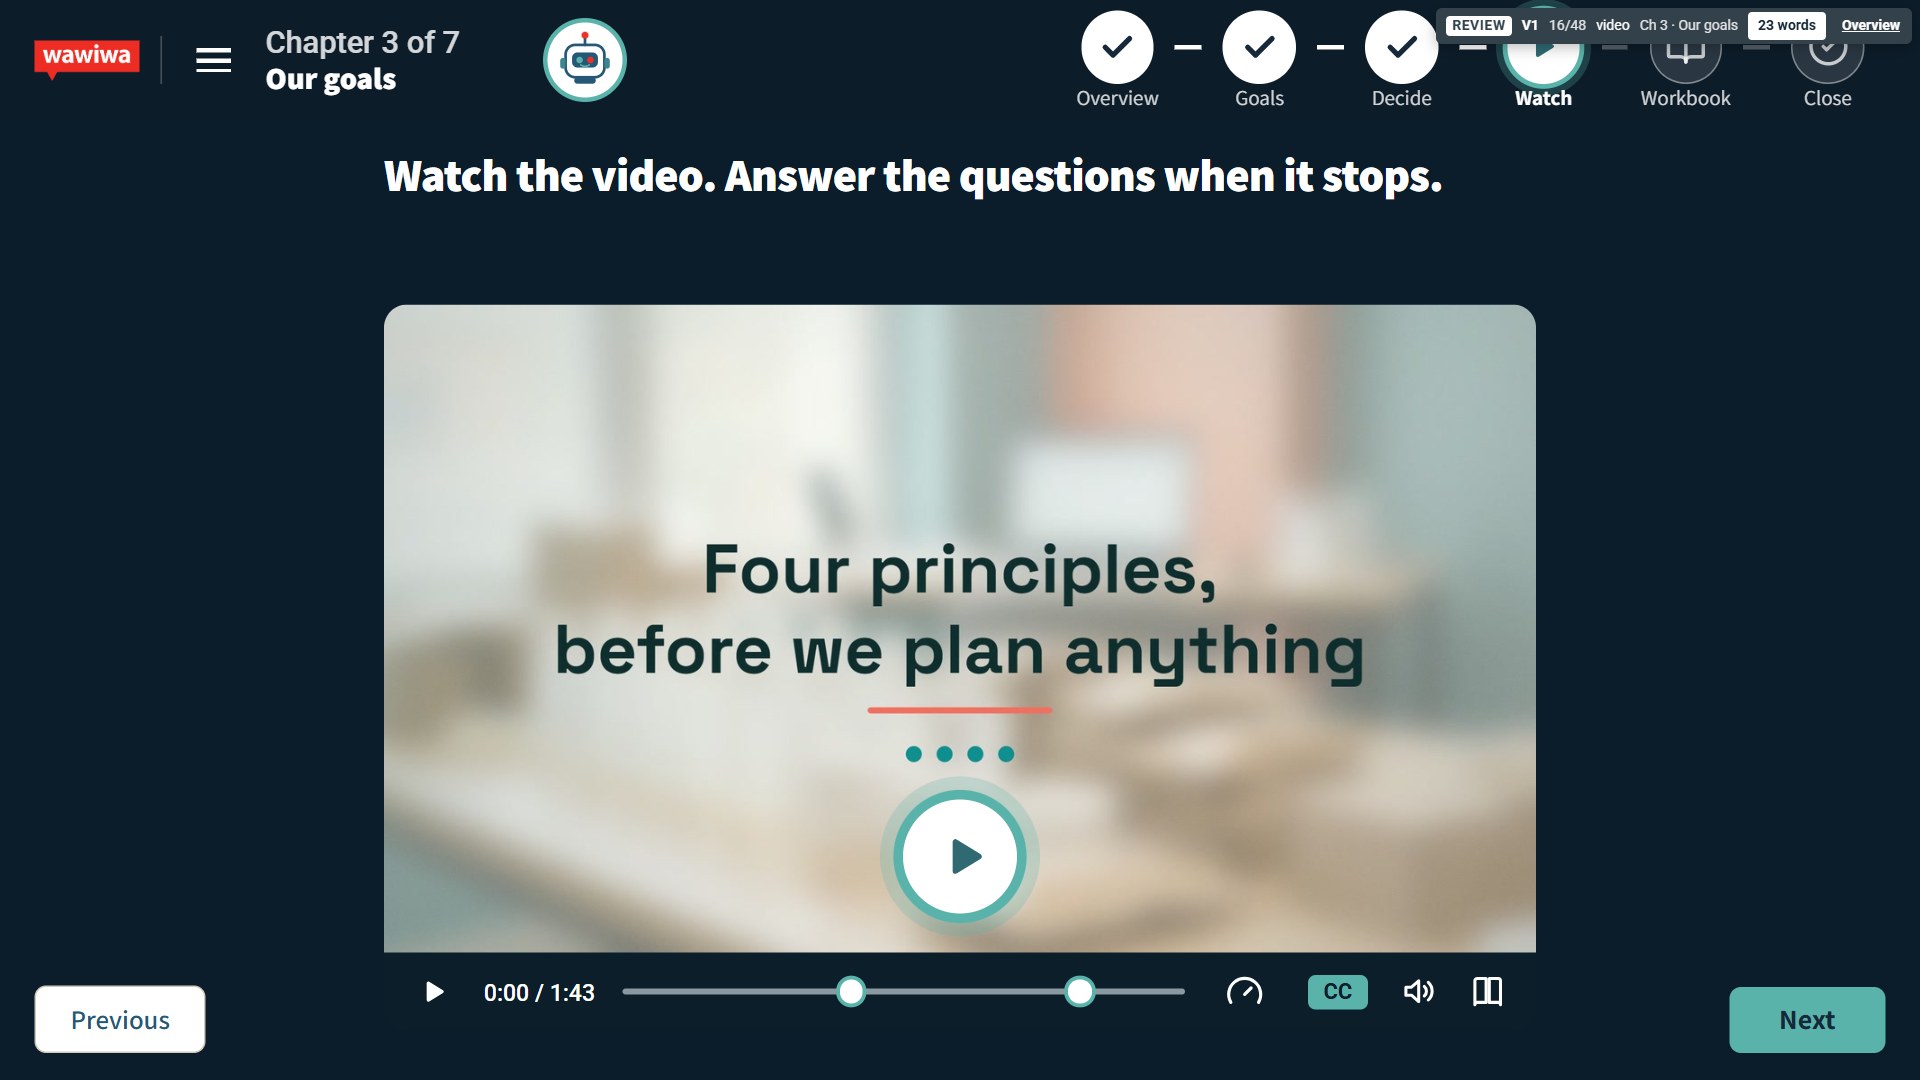 wawiwa
Chapter 3 of 7
Our goals
Overview
Goals
Decide
Watch
Workbook
Close
REVIEW V1 16/48 video Ch 3 · Our goals 23 words Overview
Watch the video. Answer the questions when it stops.
Four principles,
before we plan anything
0:00 / 1:43
CC
Previous
Next